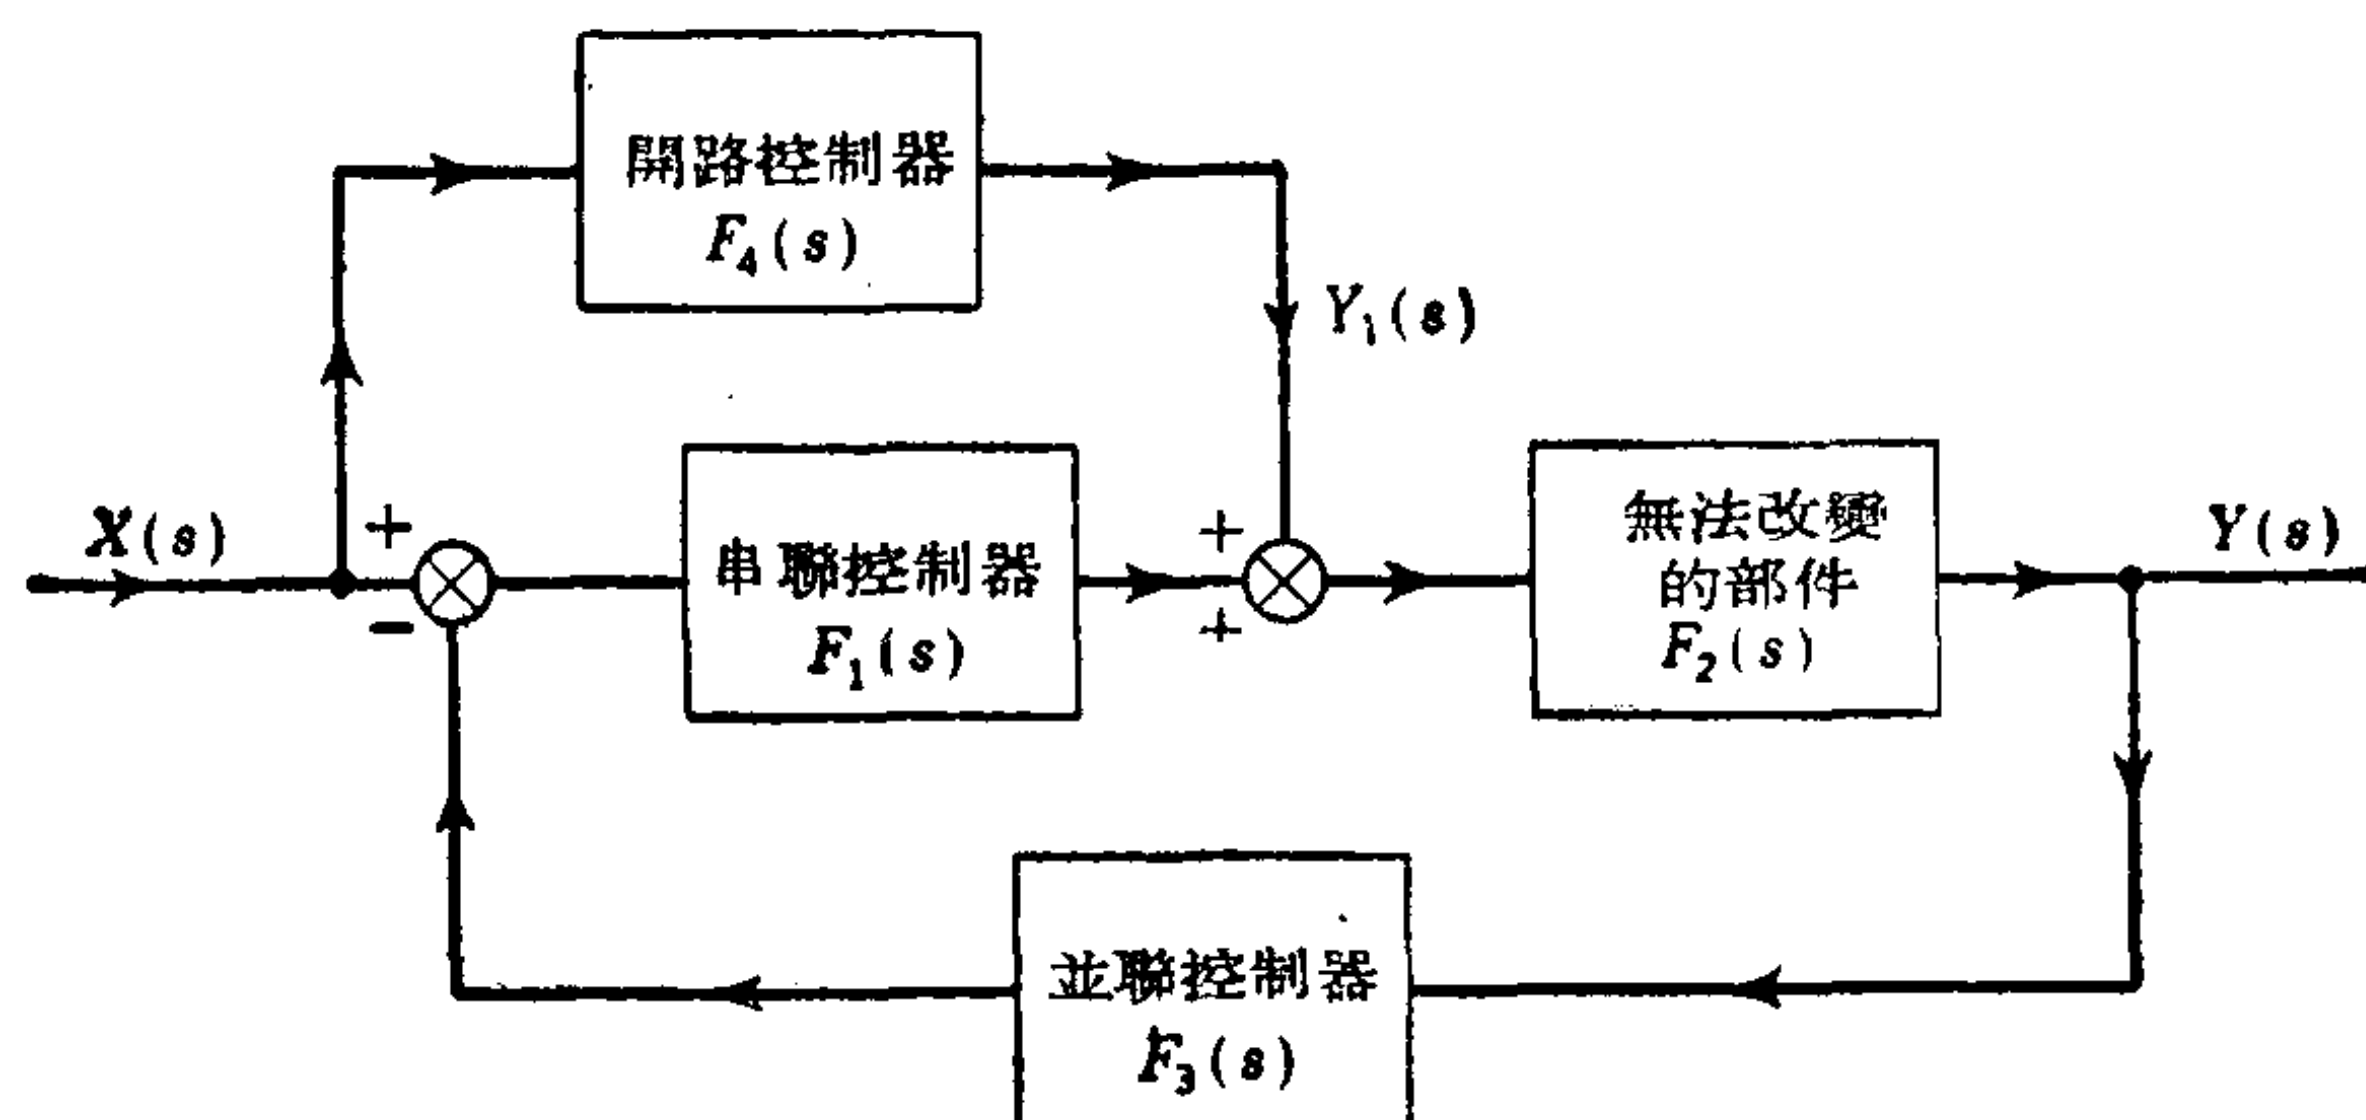 開路控制器
F₄(s)
Y₁(s)
X(s)
+
−
串聯控制器
F₁(s)
+
+
無法改變
的部件
F₂(s)
Y(s)
並聯控制器
F₃(s)